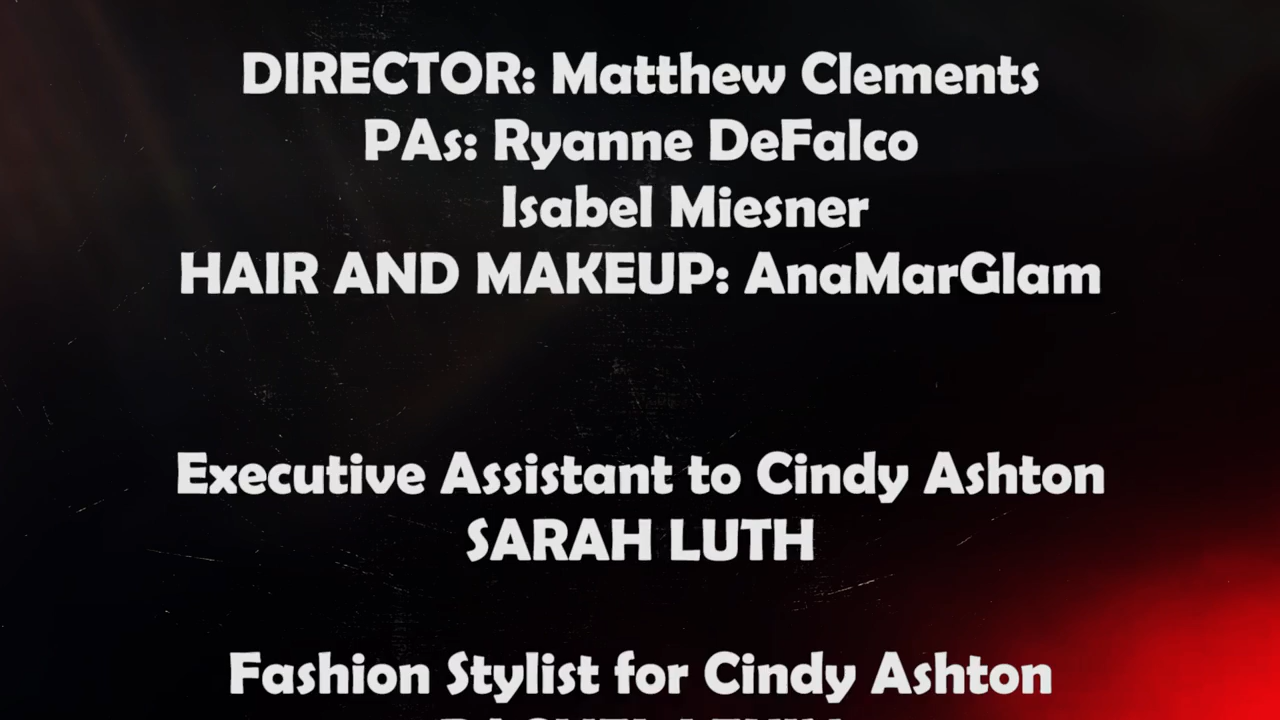 DIRECTOR: Matthew Clements
PAs: Ryanne DeFalco
Isabel Miesner
HAIR AND MAKEUP: AnaMarGlam
Executive Assistant to Cindy Ashton
SARAH LUTH
Fashion Stylist for Cindy Ashton